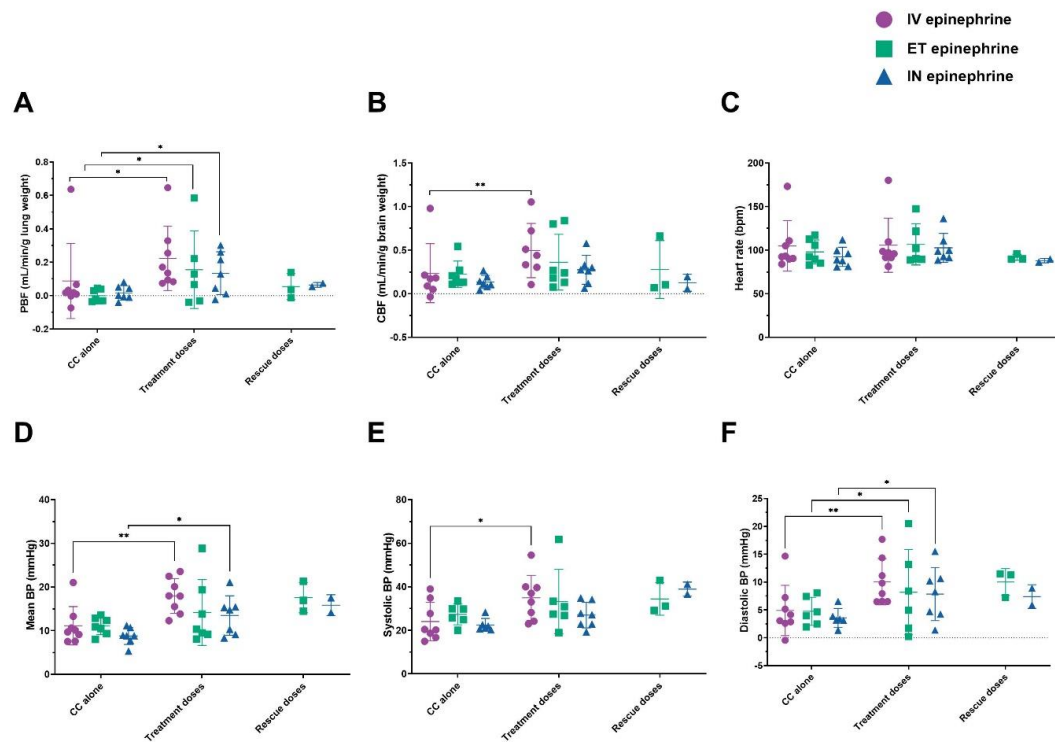 IV epinephrine
ET epinephrine
IN epinephrine
A
B
C
PBF (mL/min/g lung weight)
0.8
0.6
0.4
0.2
0.0
-0.2
*
*
*
CC alone
Treatment doses
Rescue doses
CBF (mL/min/g brain weight)
1.5
1.0
0.5
0.0
-0.5
**
CC alone
Treatment doses
Rescue doses
Heart rate (bpm)
200
150
100
50
0
CC alone
Treatment doses
Rescue doses
D
E
F
Mean BP (mmHg)
40
30
20
10
0
*
**
CC alone
Treatment doses
Rescue doses
Systolic BP (mmHg)
80
60
40
20
0
*
CC alone
Treatment doses
Rescue doses
Diastolic BP (mmHg)
25
20
15
10
5
0
-5
*
*
**
CC alone
Treatment doses
Rescue doses